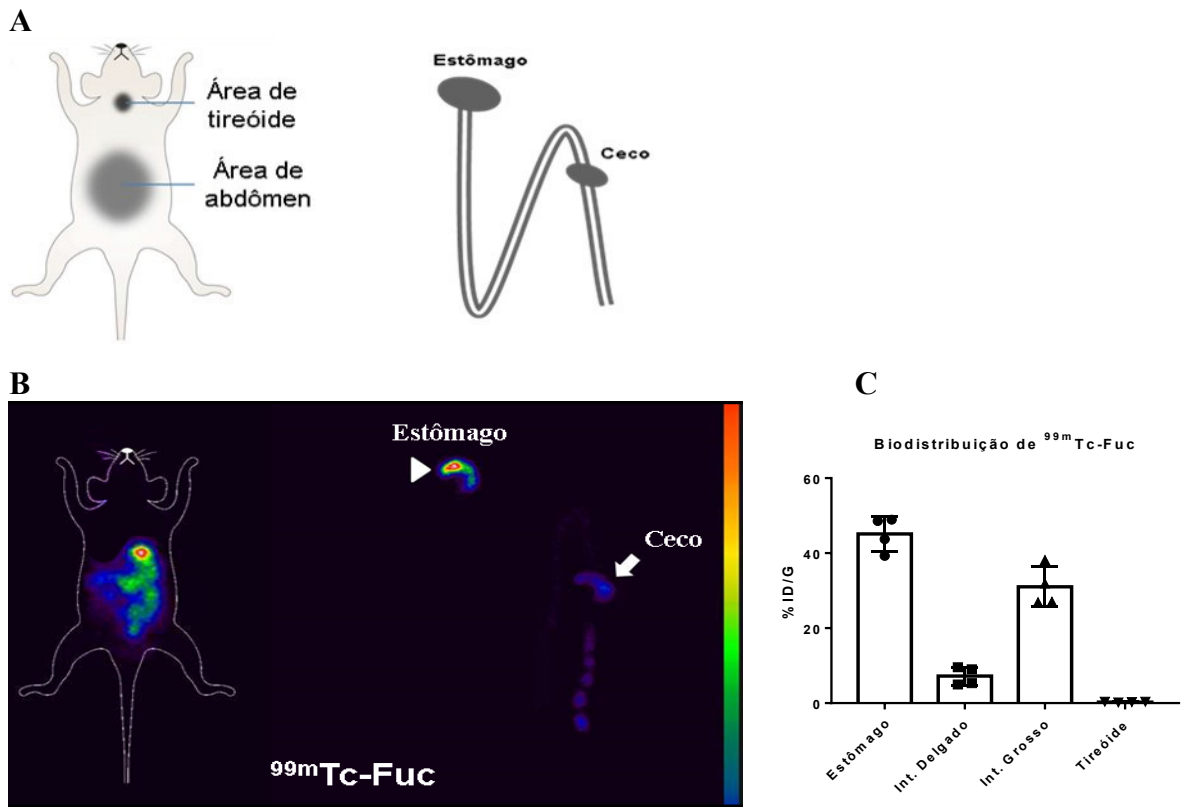 A
Área de
tireóide
Área de
abdômen
Estômago
Ceco
B
Estômago
Ceco
99mTc-Fuc
C
Biodistribuição de 99mTc-Fuc
%ID/G
60
40
20
0
Estômago
Int. Delgado
Int. Grosso
Tireóide